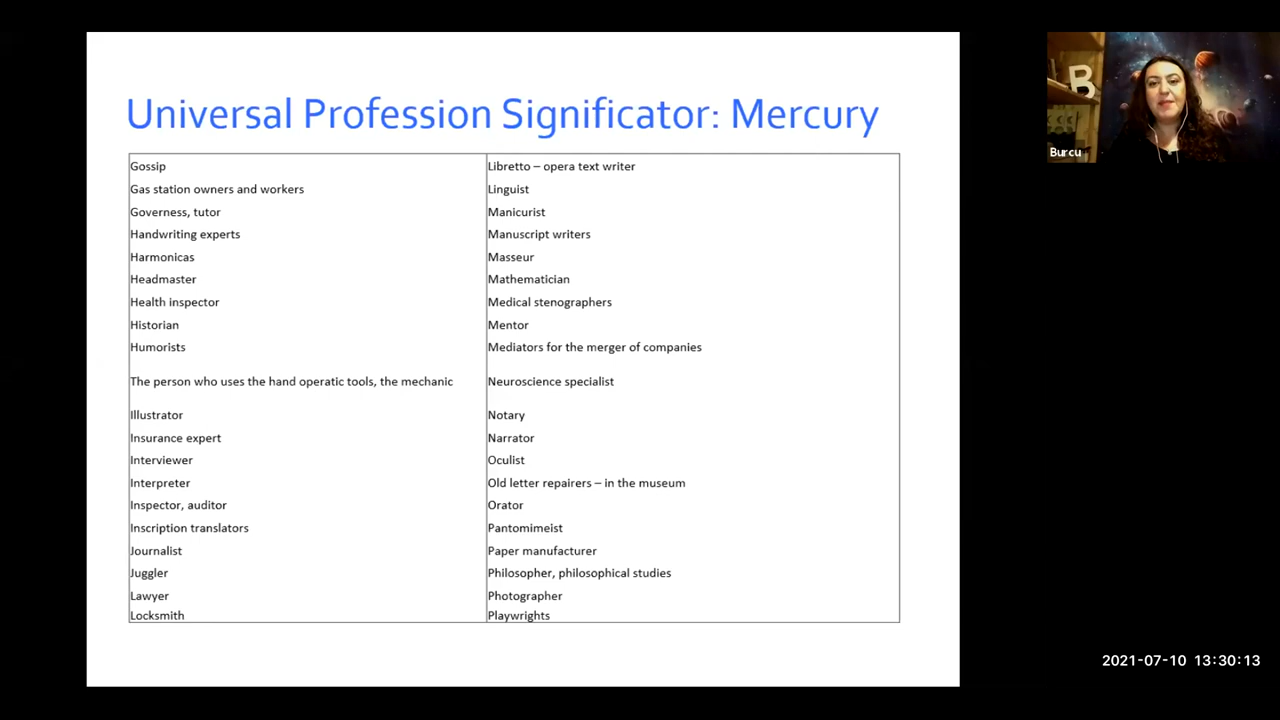 Universal Profession Significator: Mercury
Gossip
Gas station owners and workers
Governess, tutor
Handwriting experts
Harmonicas
Headmaster
Health inspector
Historian
Humorists
The person who uses the hand operatic tools, the mechanic
Illustrator
Insurance expert
Interviewer
Interpreter
Inspector, auditor
Inscription translators
Journalist
Juggler
Lawyer
Locksmith
Libretto – opera text writer
Linguist
Manicurist
Manuscript writers
Masseur
Mathematician
Medical stenographers
Mentor
Mediators for the merger of companies
Neuroscience specialist
Notary
Narrator
Oculist
Old letter repairers – in the museum
Orator
Pantomimeist
Paper manufacturer
Philosopher, philosophical studies
Photographer
Playwrights
B
Burcu
2021-07-10 13:30:13